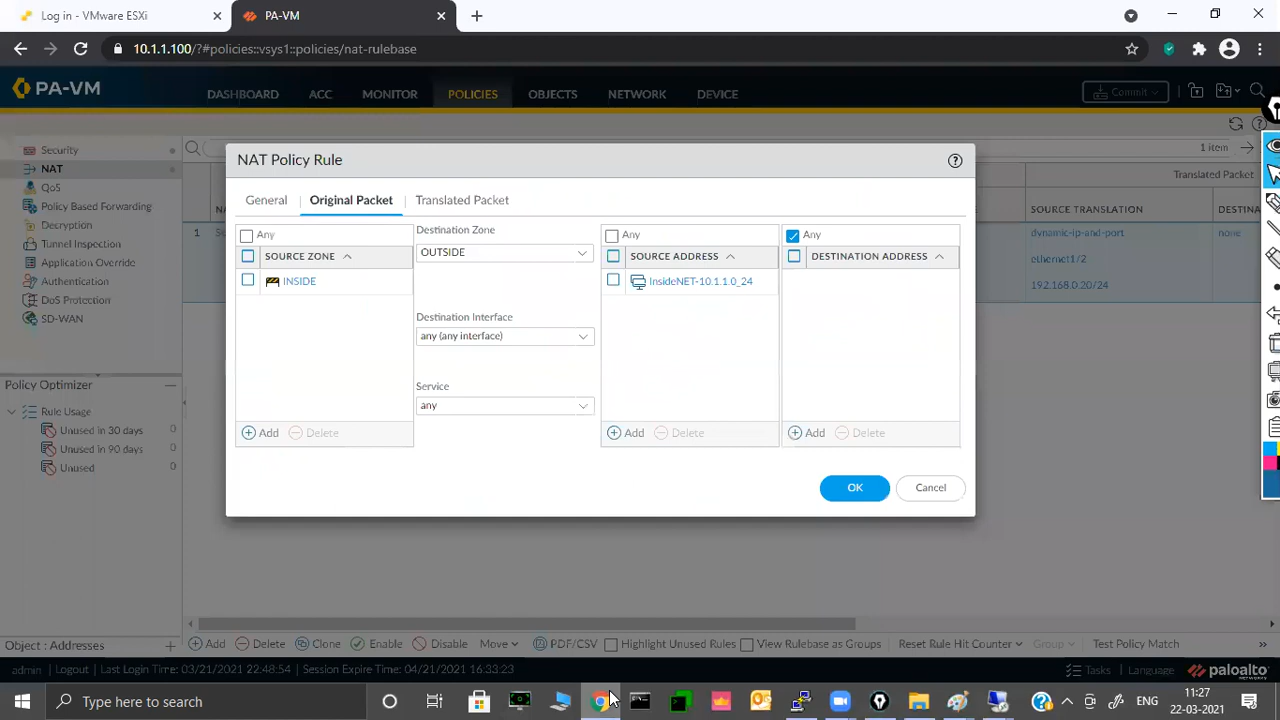 Log in - VMware ESXi
PA-VM
10.1.1.100/?#policies::vsys1::policies/nat-rulebase
PA-VM
DASHBOARD ACC MONITOR POLICIES OBJECTS NETWORK DEVICE
Commit
1 item
Security
NAT
QoS
Policy Based Forwarding
Decryption
Tunnel Inspection
Application Override
Authentication
DoS Protection
SD-WAN
Translated Packet
SOURCE TRANSLATION
DESTINA
dynamic-ip-and-port
none
ethernet1/2
192.168.0.20/24
NAT Policy Rule
General
Original Packet
Translated Packet
Any
SOURCE ZONE
INSIDE
Add
Delete
Destination Zone
OUTSIDE
Destination Interface
any (any interface)
Service
any
Any
SOURCE ADDRESS
InsideNET-10.1.1.0_24
Add
Delete
Any
DESTINATION ADDRESS
Add
Delete
OK
Cancel
Policy Optimizer
Rule Usage
Unused in 30 days 0
Unused in 90 days 0
Unused 0
Object : Addresses
Add Delete Clone Enable Disable Move PDF/CSV Highlight Unused Rules View Rulebase as Groups Reset Rule Hit Counter Group Test Policy Match
admin | Logout | Last Login Time: 03/21/2021 22:48:54 | Session Expire Time: 04/21/2021 16:33:23
Tasks | Language
paloalto
Type here to search
ENG
11:27
22-03-2021